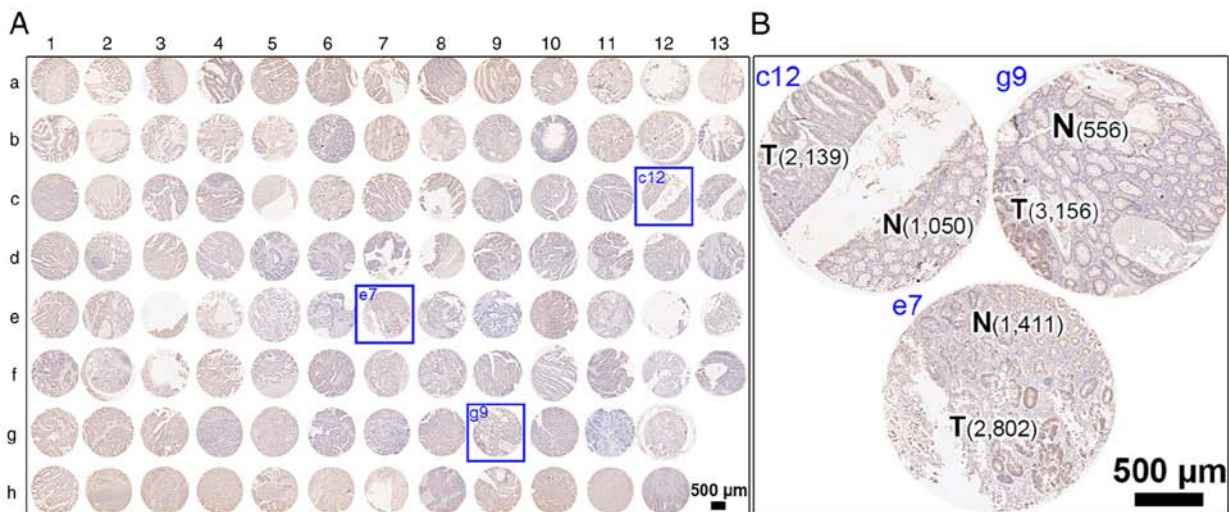 A
1 2 3 4 5 6 7 8 9 10 11 12 13
a
b
c
c12
d
e
e7
f
g
g9
h
500 µm
B
c12
g9
T(2,139)
N(1,050)
N(556)
T(3,156)
e7
N(1,411)
T(2,802)
500 µm